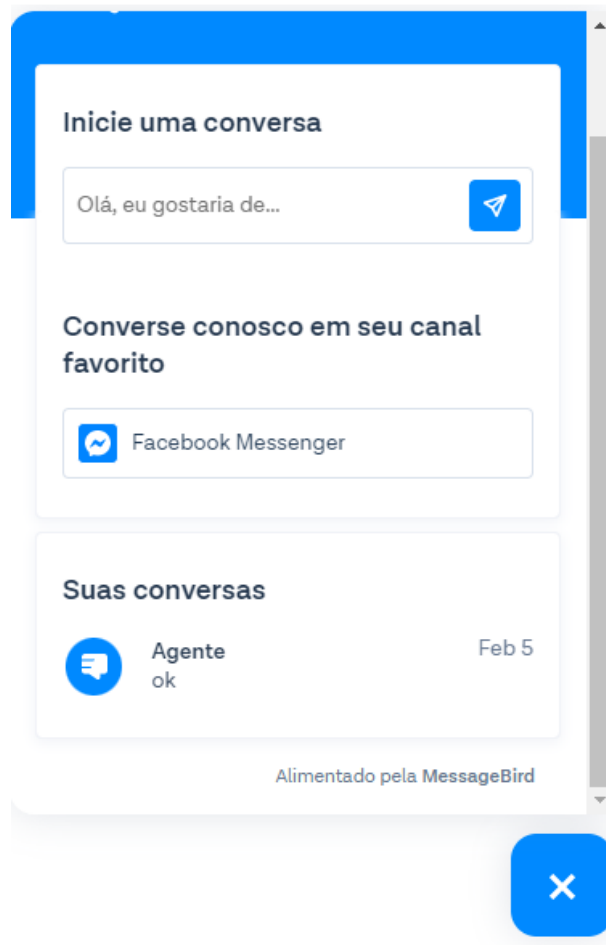 Inicie uma conversa
Olá, eu gostaria de...
Converse conosco em seu canal
favorito
Facebook Messenger
Suas conversas
Agente
Feb 5
ok
Alimentado pela MessageBird